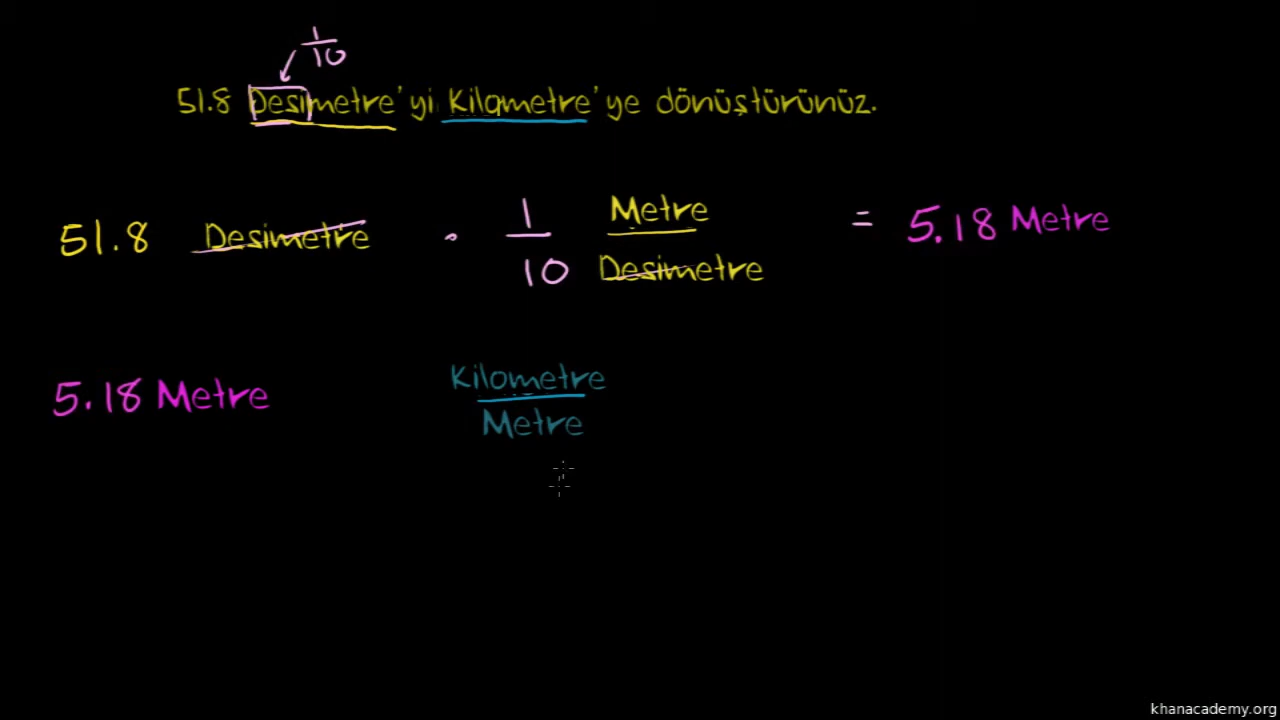 1/10
51.8 Desimetre'yi Kilometre'ye dönüştürünüz.
51.8 Desimetre · 1/10 Metre/Desimetre = 5.18 Metre
5.18 Metre Kilometre/Metre
khanacademy.org